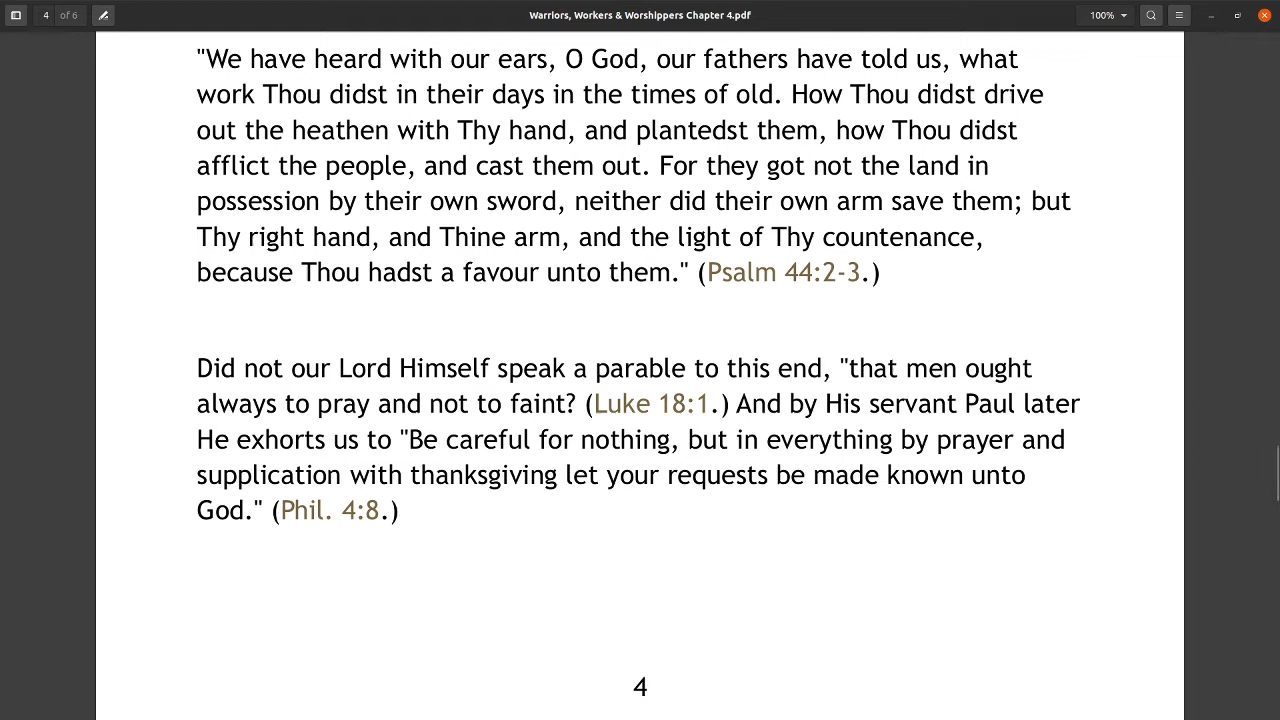 4 of 6
Warriors, Workers & Worshippers Chapter 4.pdf
100%
"We have heard with our ears, O God, our fathers have told us, what
work Thou didst in their days in the times of old. How Thou didst drive
out the heathen with Thy hand, and plantedst them, how Thou didst
afflict the people, and cast them out. For they got not the land in
possession by their own sword, neither did their own arm save them; but
Thy right hand, and Thine arm, and the light of Thy countenance,
because Thou hadst a favour unto them." (Psalm 44:2-3.)
Did not our Lord Himself speak a parable to this end, "that men ought
always to pray and not to faint? (Luke 18:1.) And by His servant Paul later
He exhorts us to "Be careful for nothing, but in everything by prayer and
supplication with thanksgiving let your requests be made known unto
God." (Phil. 4:8.)
4